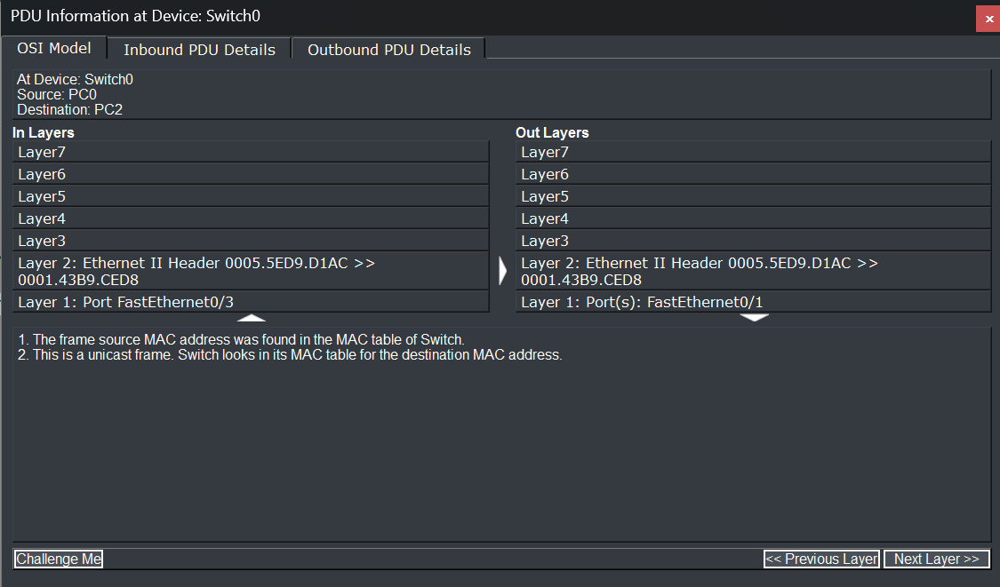 PDU Information at Device: Switch0
×
OSI Model
Inbound PDU Details
Outbound PDU Details
At Device: Switch0
Source: PC0
Destination: PC2
In Layers
Layer7
Layer6
Layer5
Layer4
Layer3
Layer 2: Ethernet II Header 0005.5ED9.D1AC >>
0001.43B9.CED8
Layer 1: Port FastEthernet0/3
Out Layers
Layer7
Layer6
Layer5
Layer4
Layer3
Layer 2: Ethernet II Header 0005.5ED9.D1AC >>
0001.43B9.CED8
Layer 1: Port(s): FastEthernet0/1
1. The frame source MAC address was found in the MAC table of Switch.
2. This is a unicast frame. Switch looks in its MAC table for the destination MAC address.
Challenge Me
<< Previous Layer
Next Layer >>